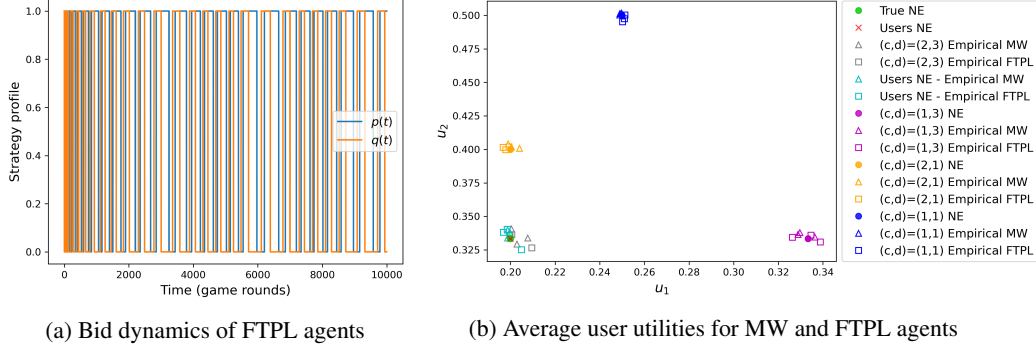 1.0
0.8
0.6
0.4
0.2
0.0
Strategy profile
p(t)
q(t)
0 2000 4000 6000 8000 10000
Time (game rounds)
(a) Bid dynamics of FTPL agents
0.500
0.475
0.450
0.425
0.400
0.375
0.350
0.325
u₂
0.20 0.22 0.24 0.26 0.28 0.30 0.32 0.34
u₁
True NE
Users NE
(c,d)=(2,3) Empirical MW
(c,d)=(2,3) Empirical FTPL
Users NE - Empirical MW
Users NE - Empirical FTPL
(c,d)=(1,3) NE
(c,d)=(1,3) Empirical MW
(c,d)=(1,3) Empirical FTPL
(c,d)=(2,1) NE
(c,d)=(2,1) Empirical MW
(c,d)=(2,1) Empirical FTPL
(c,d)=(1,1) NE
(c,d)=(1,1) Empirical MW
(c,d)=(1,1) Empirical FTPL
(b) Average user utilities for MW and FTPL agents